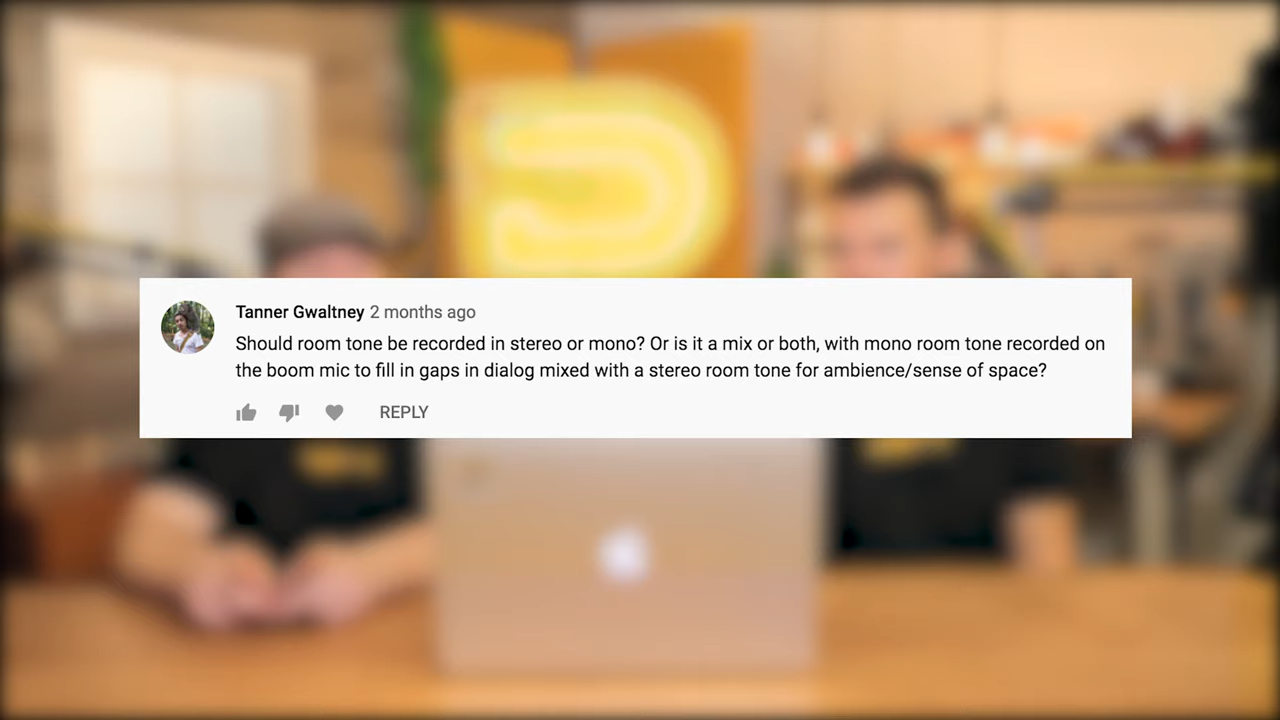 Tanner Gwaltney 2 months ago
Should room tone be recorded in stereo or mono? Or is it a mix or both, with mono room tone recorded on
the boom mic to fill in gaps in dialog mixed with a stereo room tone for ambience/sense of space?
REPLY